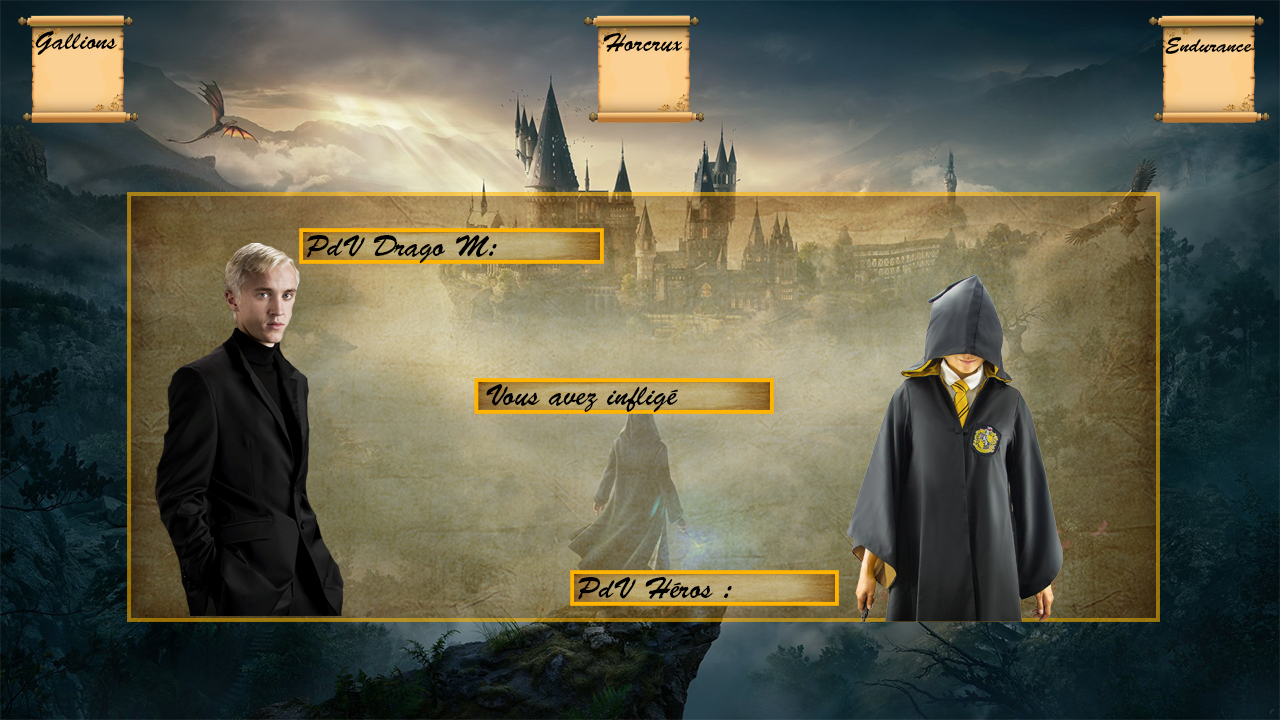 Gallions
Horcrux
Endurance
PdV Drago M:
Vous avez infligé
PdV Héros :